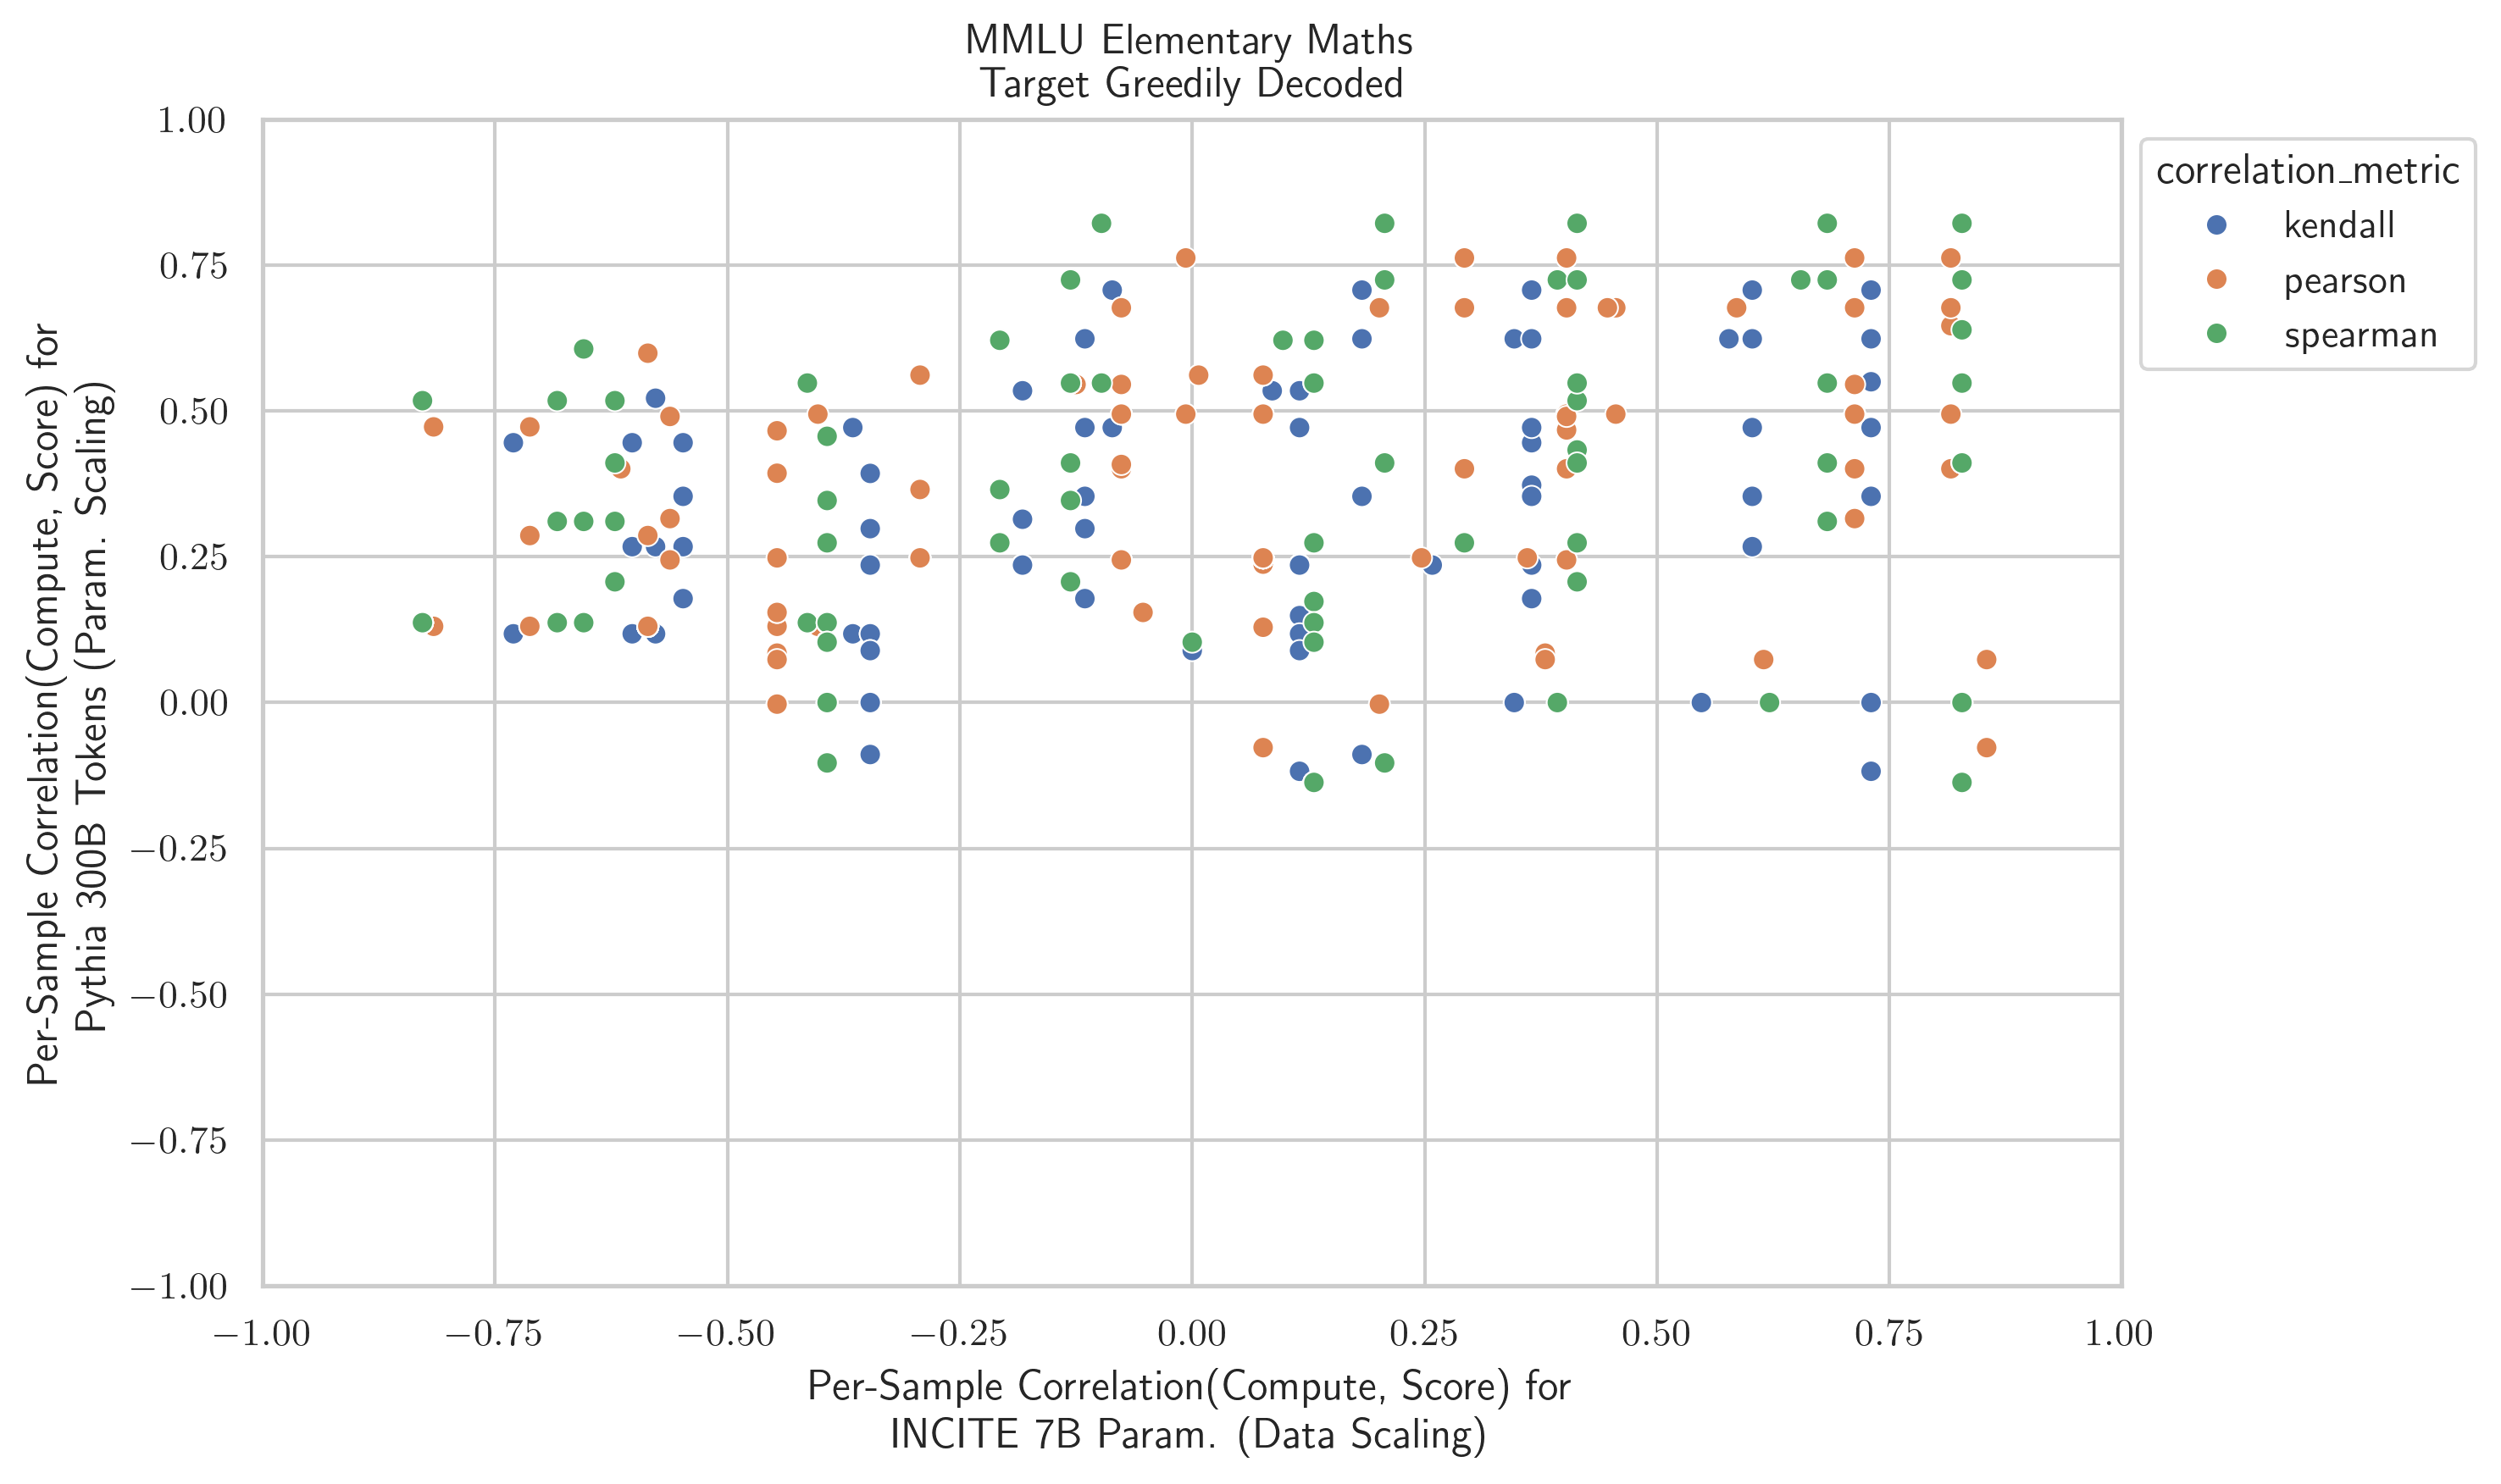 MMLU Elementary Maths
Target Greedily Decoded
Per-Sample Correlation(Compute, Score) for
Pythia 300B Tokens (Param. Scaling)
1.00
0.75
0.50
0.25
0.00
−0.25
−0.50
−0.75
−1.00
−1.00
−0.75
−0.50
−0.25
0.00
0.25
0.50
0.75
1.00
Per-Sample Correlation(Compute, Score) for
INCITE 7B Param. (Data Scaling)
correlation_metric
kendall
pearson
spearman